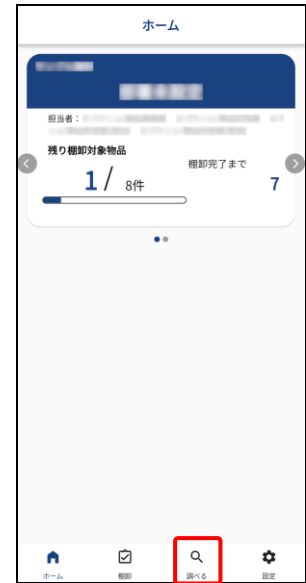 ホーム
担当者：
残り棚卸対象物品
棚卸完了まで
1 / 8件
7
ホーム
棚卸
調べる
設定